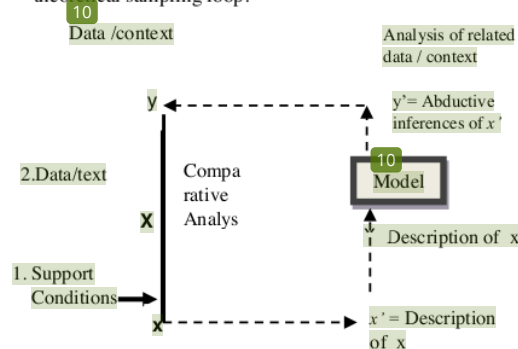 10
Data /context
Analysis of related
data / context
y
y’= Abductive
inferences of x’
10
Model
2.Data/text
Compa
rative
Analys
X
Description of x
1. Support
Conditions
x
x’ = Description
of x